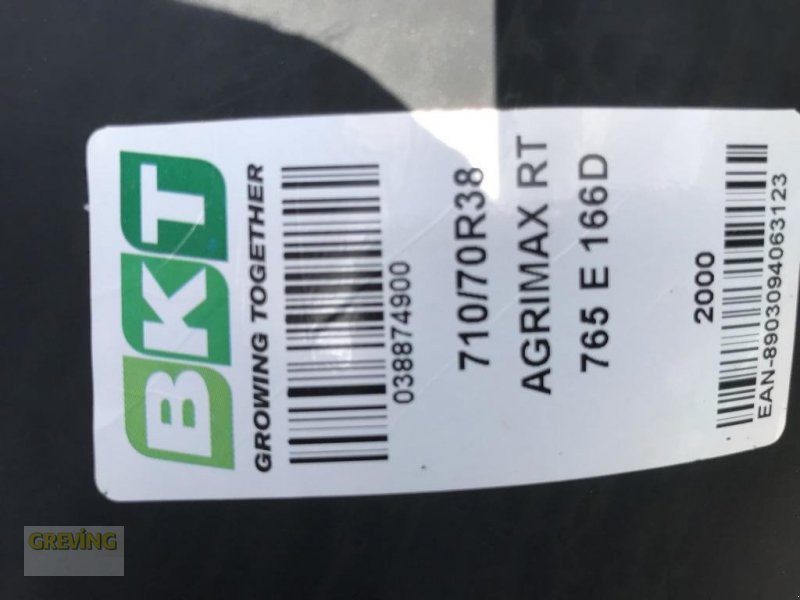 BKT
GROWING TOGETHER
038874900
710/70R38
AGRIMAX RT
765 E 166D
2000
EAN-8903094063123
GREVING